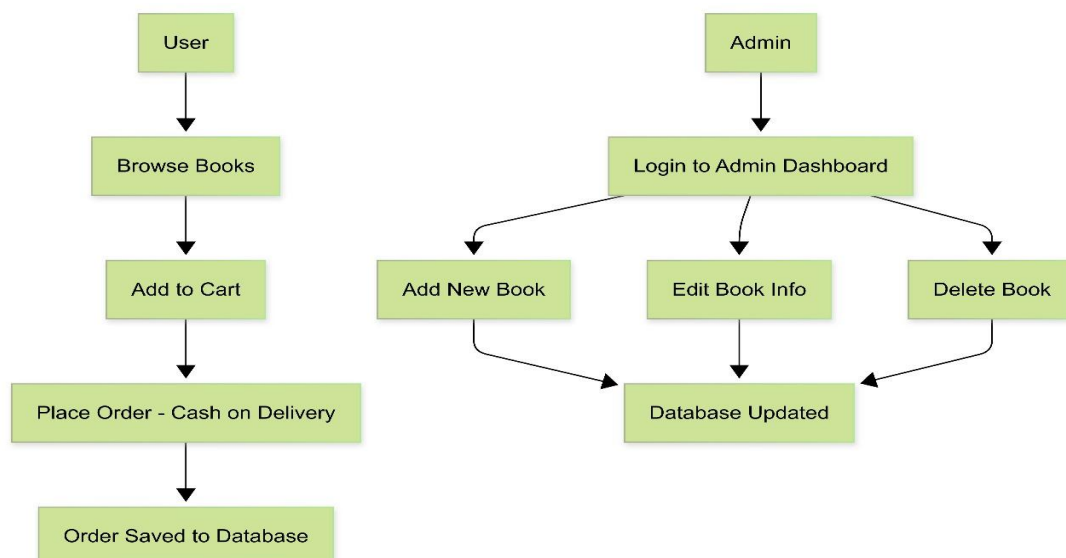 User
Browse Books
Add to Cart
Place Order - Cash on Delivery
Order Saved to Database
Admin
Login to Admin Dashboard
Add New Book
Edit Book Info
Delete Book
Database Updated